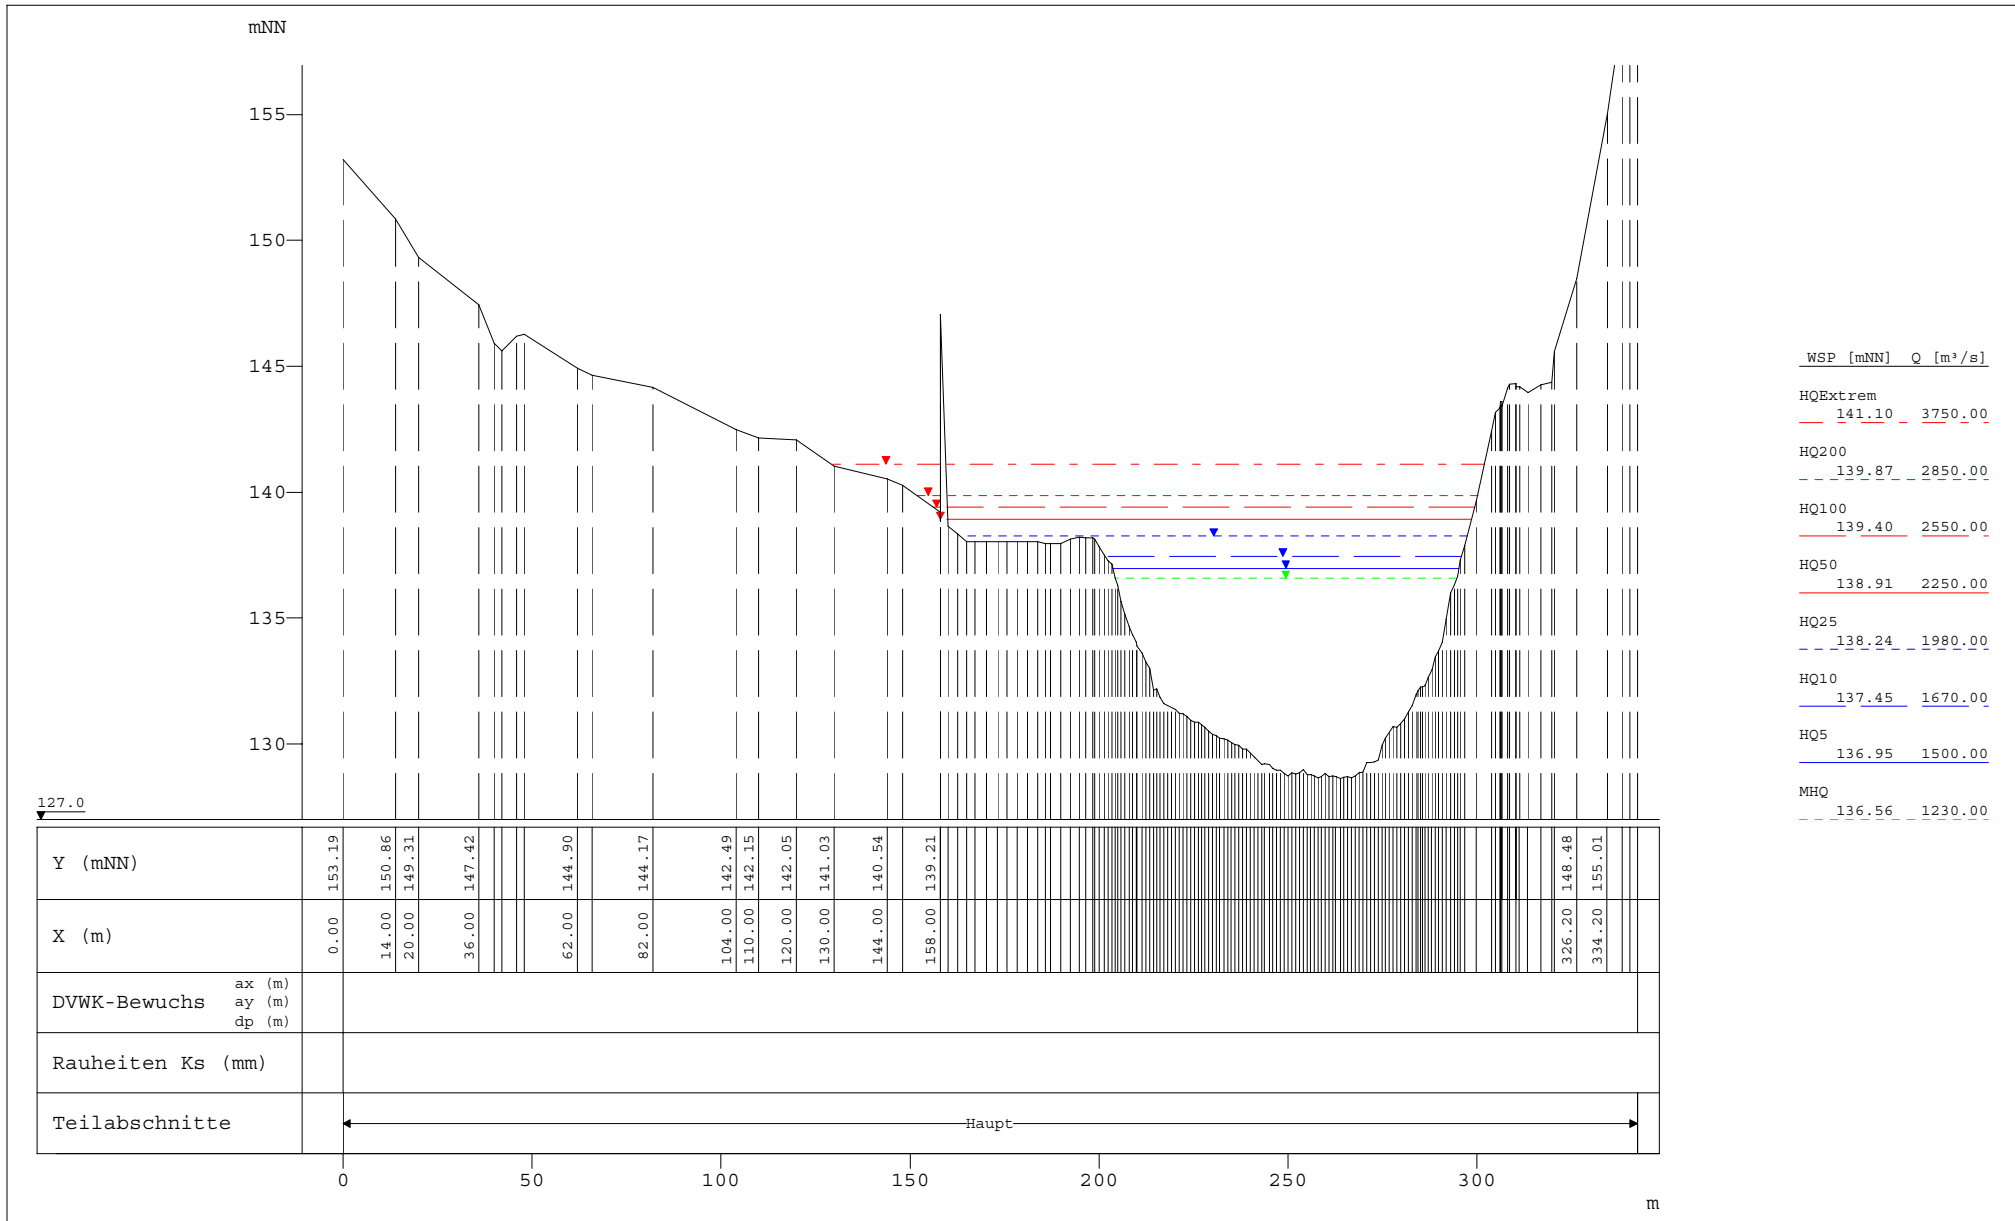 mNN
155
150
145
140
135
130
127.0
WSP [mNN] Q [m³/s]
HQExtrem
141.10 3750.00
HQ200
139.87 2850.00
HQ100
139.40 2550.00
HQ50
138.91 2250.00
HQ25
138.24 1980.00
HQ10
137.45 1670.00
HQ5
136.95 1500.00
MHQ
136.56 1230.00
Y (mNN) 153.19 150.86 149.31 147.42 144.90 144.17 142.49 142.15 142.05 141.03 140.54 139.21 148.48 155.01
X (m) 0.00 14.00 20.00 36.00 62.00 82.00 104.00 110.00 120.00 130.00 144.00 158.00 326.20 334.20
DVWK-Bewuchs
ax (m)
ay (m)
dp (m)
Rauheiten Ks (mm)
Teilabschnitte
Haupt
0 50 100 150 200 250 300
m